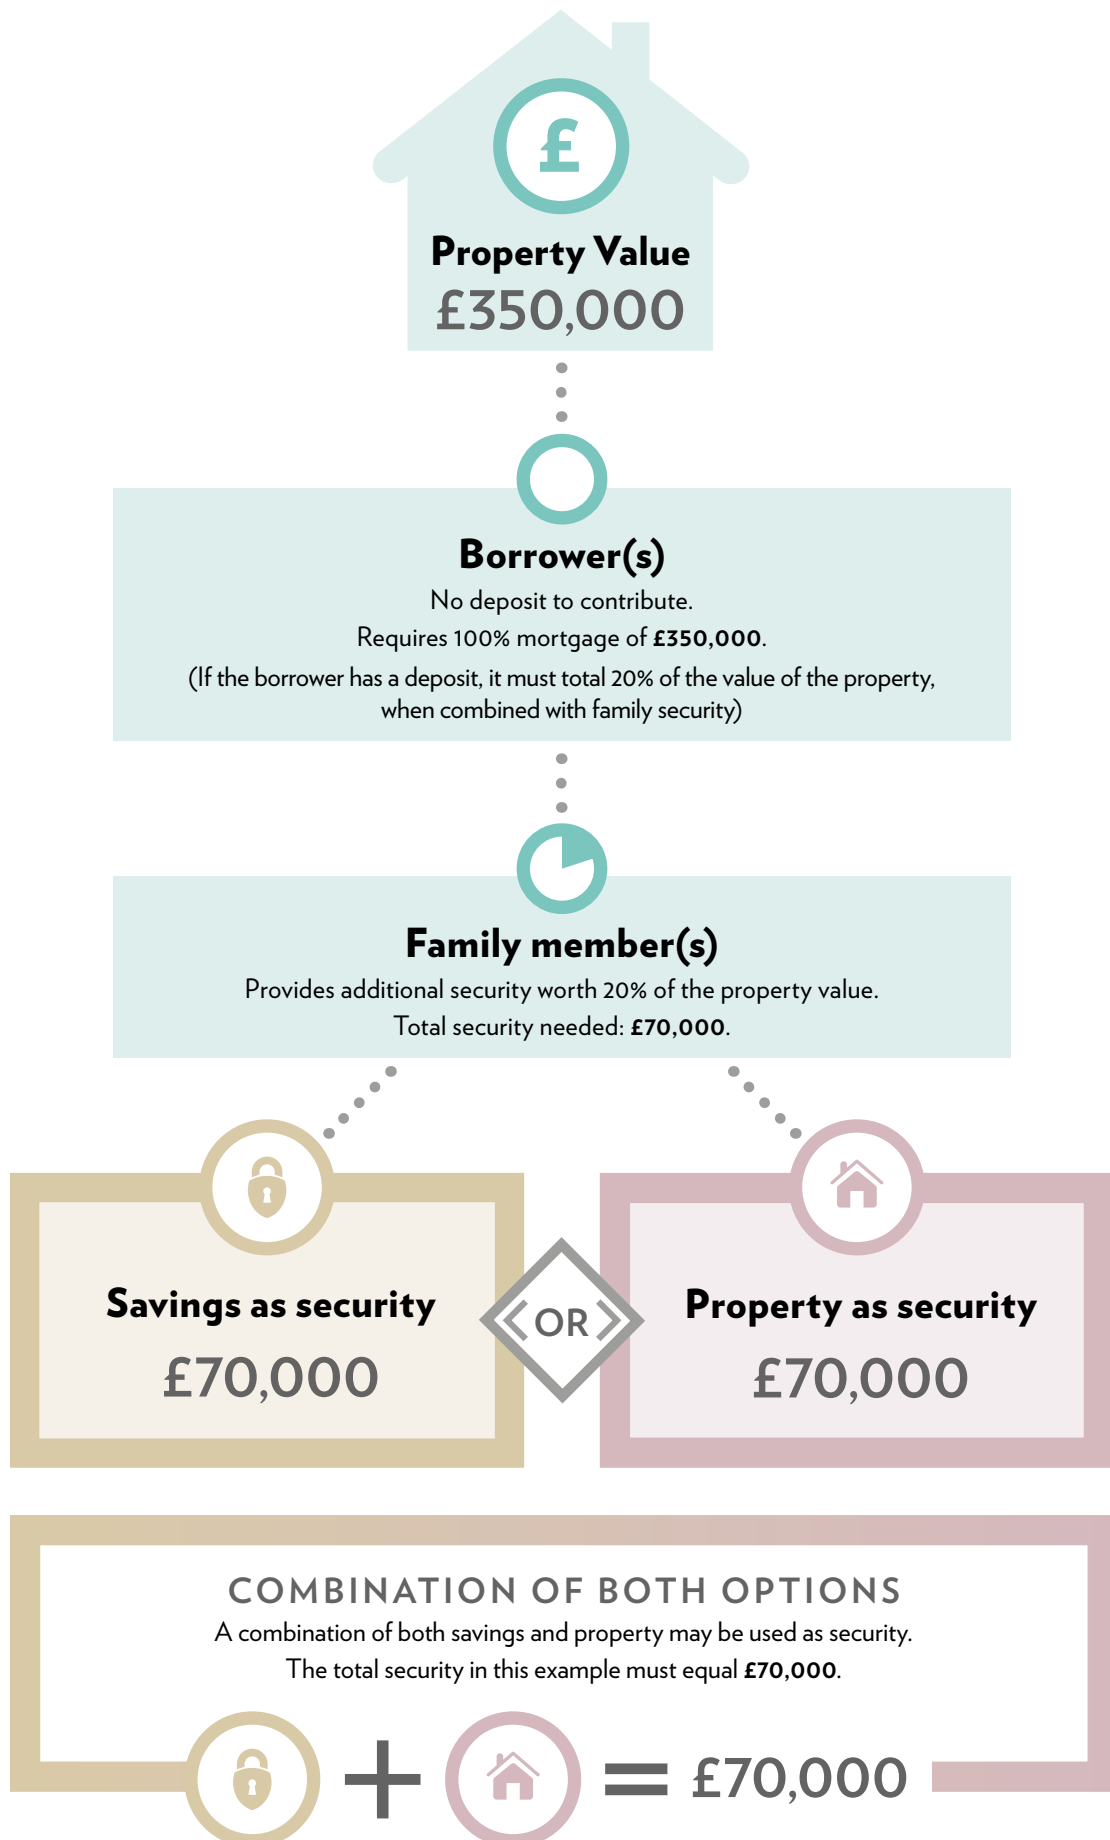 £
Property Value
£350,000
Borrower(s)
No deposit to contribute.
Requires 100% mortgage of £350,000.
(If the borrower has a deposit, it must total 20% of the value of the property,
when combined with family security)
Family member(s)
Provides additional security worth 20% of the property value.
Total security needed: £70,000.
Savings as security
£70,000
OR
Property as security
£70,000
COMBINATION OF BOTH OPTIONS
A combination of both savings and property may be used as security.
The total security in this example must equal £70,000.
+ = £70,000